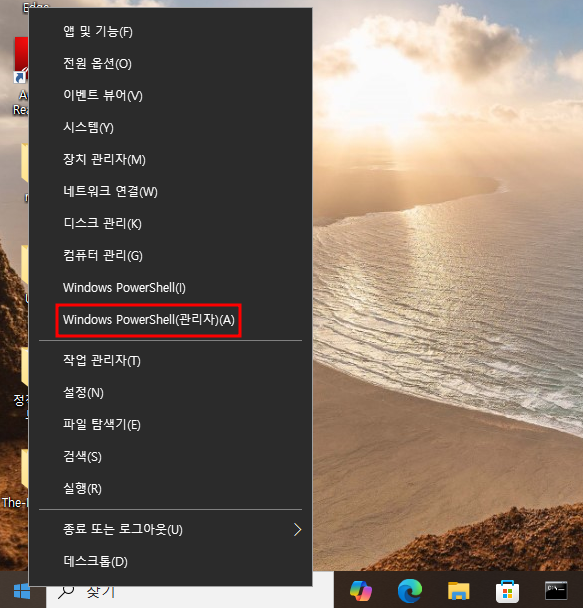 Edge
앱 및 기능(F)
전원 옵션(O)
이벤트 뷰어(V)
시스템(Y)
장치 관리자(M)
네트워크 연결(W)
디스크 관리(K)
컴퓨터 관리(G)
Windows PowerShell(I)
Windows PowerShell(관리자)(A)
작업 관리자(T)
설정(N)
파일 탐색기(E)
검색(S)
실행(R)
종료 또는 로그아웃(U)
데스크톱(D)
찾기